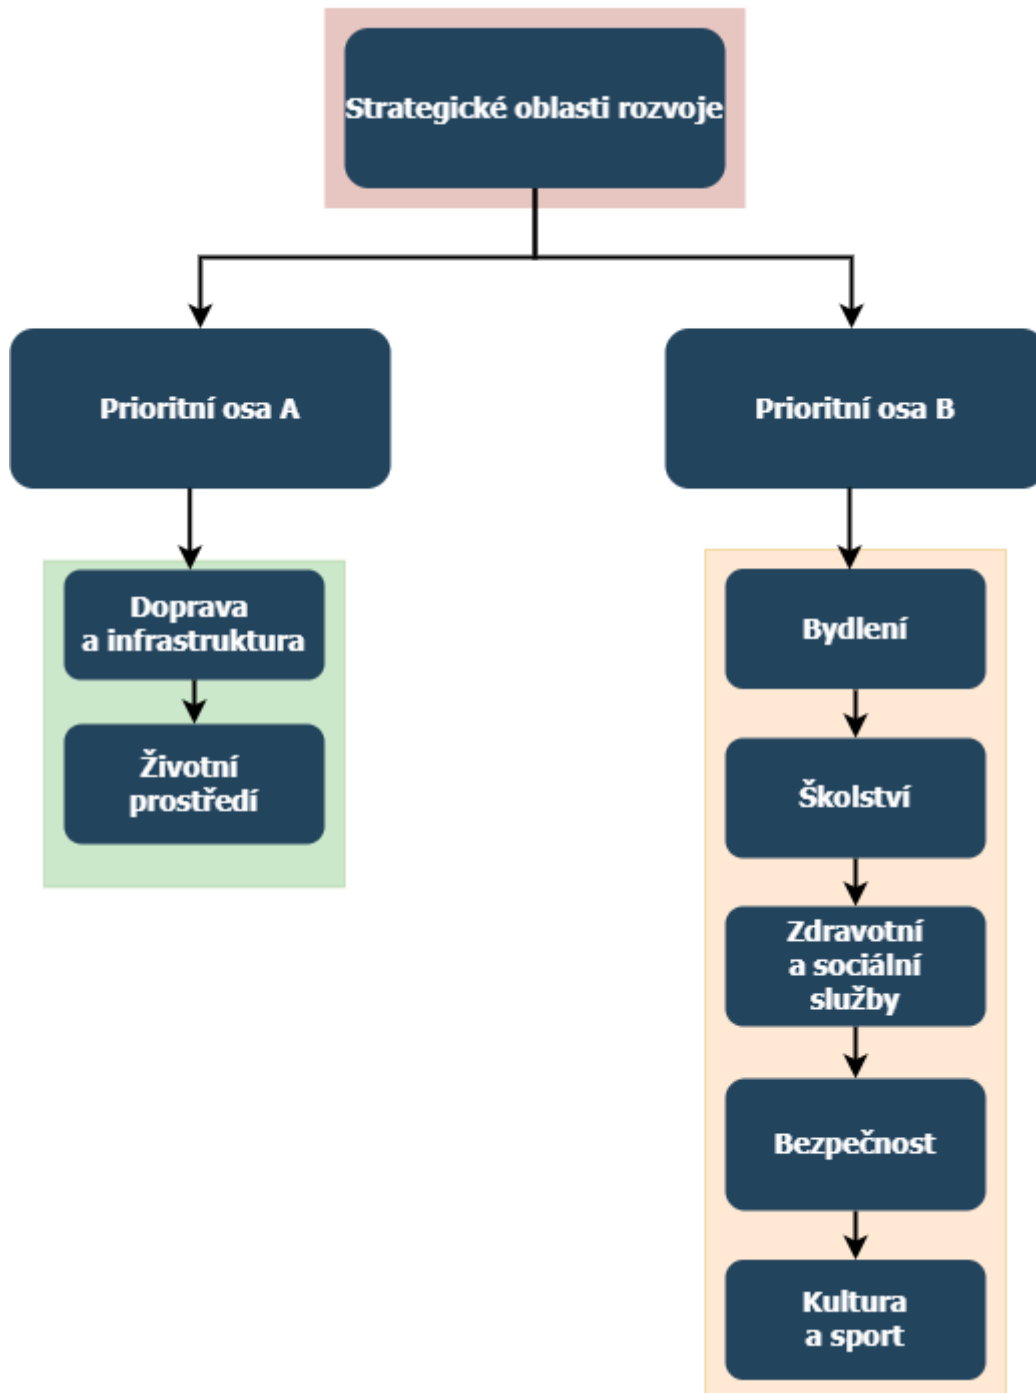 Strategické oblasti rozvoje
Prioritní osa A
Prioritní osa B
Doprava
a infrastruktura
Životní
prostředí
Bydlení
Školství
Zdravotní
a sociální
služby
Bezpečnost
Kultura
a sport